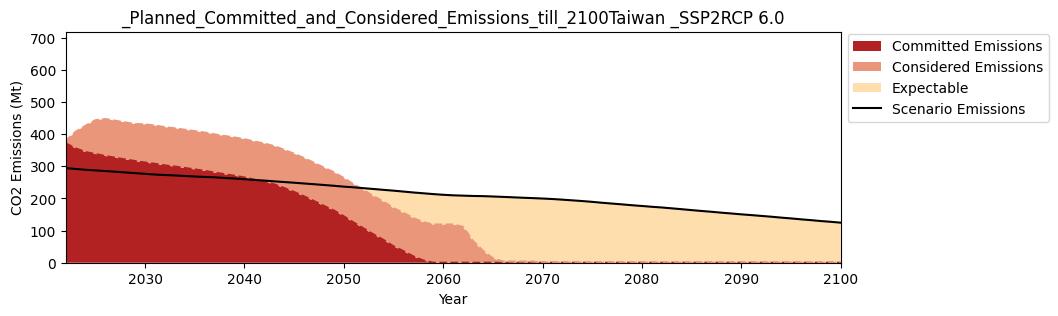 _Planned_Committed_and_Considered_Emissions_till_2100Taiwan _SSP2RCP 6.0
700
600
500
400
300
200
100
0
CO2 Emissions (Mt)
2030 2040 2050 2060 2070 2080 2090 2100
Year
Committed Emissions
Considered Emissions
Expectable
Scenario Emissions